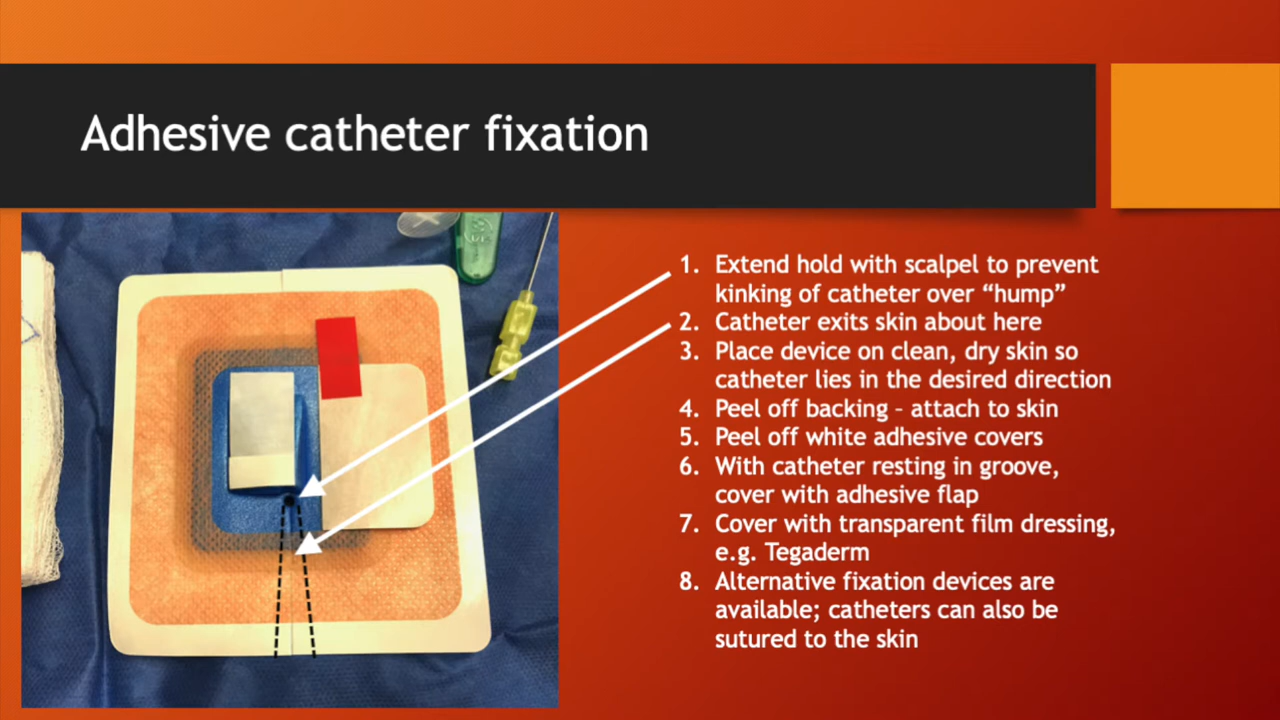 Adhesive catheter fixation
1. Extend hold with scalpel to prevent
kinking of catheter over “hump”
2. Catheter exits skin about here
3. Place device on clean, dry skin so
catheter lies in the desired direction
4. Peel off backing – attach to skin
5. Peel off white adhesive covers
6. With catheter resting in groove,
cover with adhesive flap
7. Cover with transparent film dressing,
e.g. Tegaderm
8. Alternative fixation devices are
available; catheters can also be
sutured to the skin